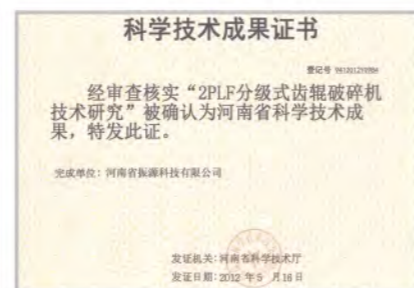 科学技术成果证书
登记号
经审查核实“2PLF分级式齿辊破碎机
技术研究”被确认为河南省科学技术成
果，特发此证。
完成单位：河南省振源科技有限公司
发证机关：河南省科学技术厅
发证日期：2012 年 5 月16日